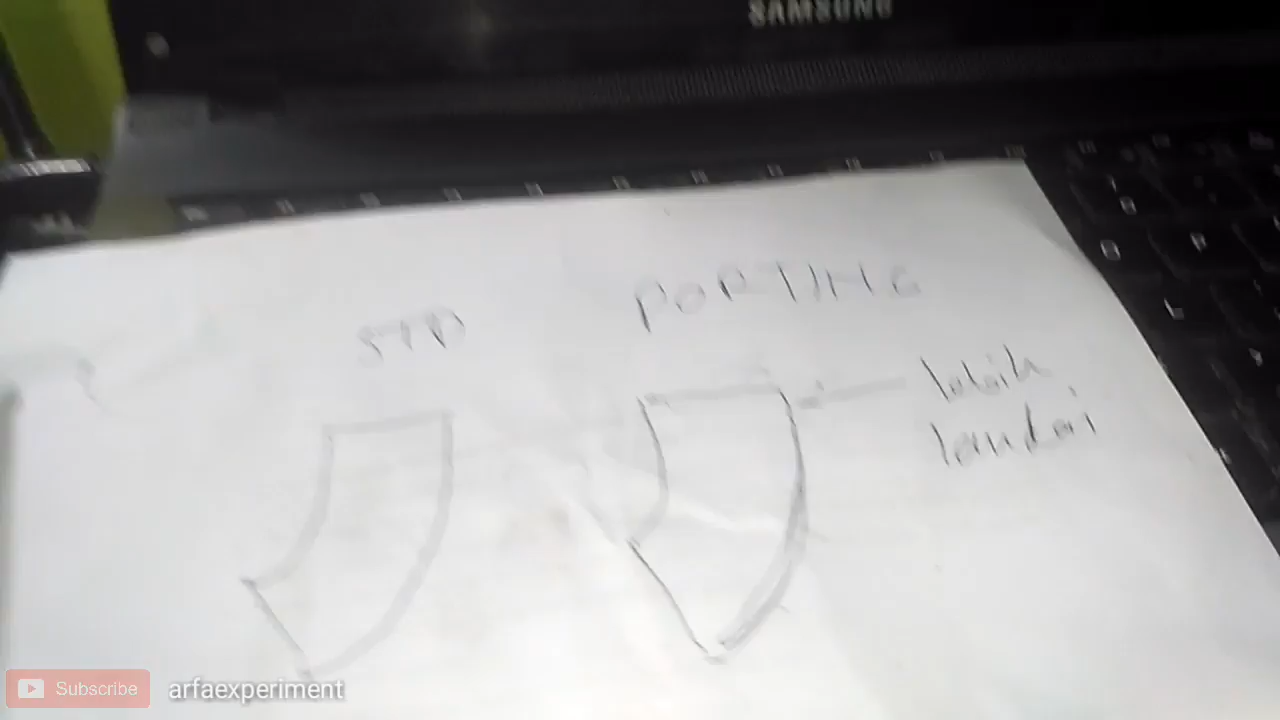 SAMSUNG
STD
PORTING
lebih
landai
Subscribe
arfaexperiment